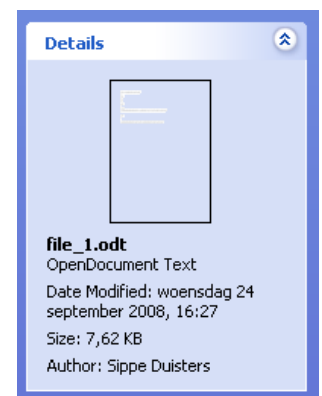 Details
file_1.odt
OpenDocument Text
Date Modified: woensdag 24
september 2008, 16:27
Size: 7,62 KB
Author: Sippe Duisters